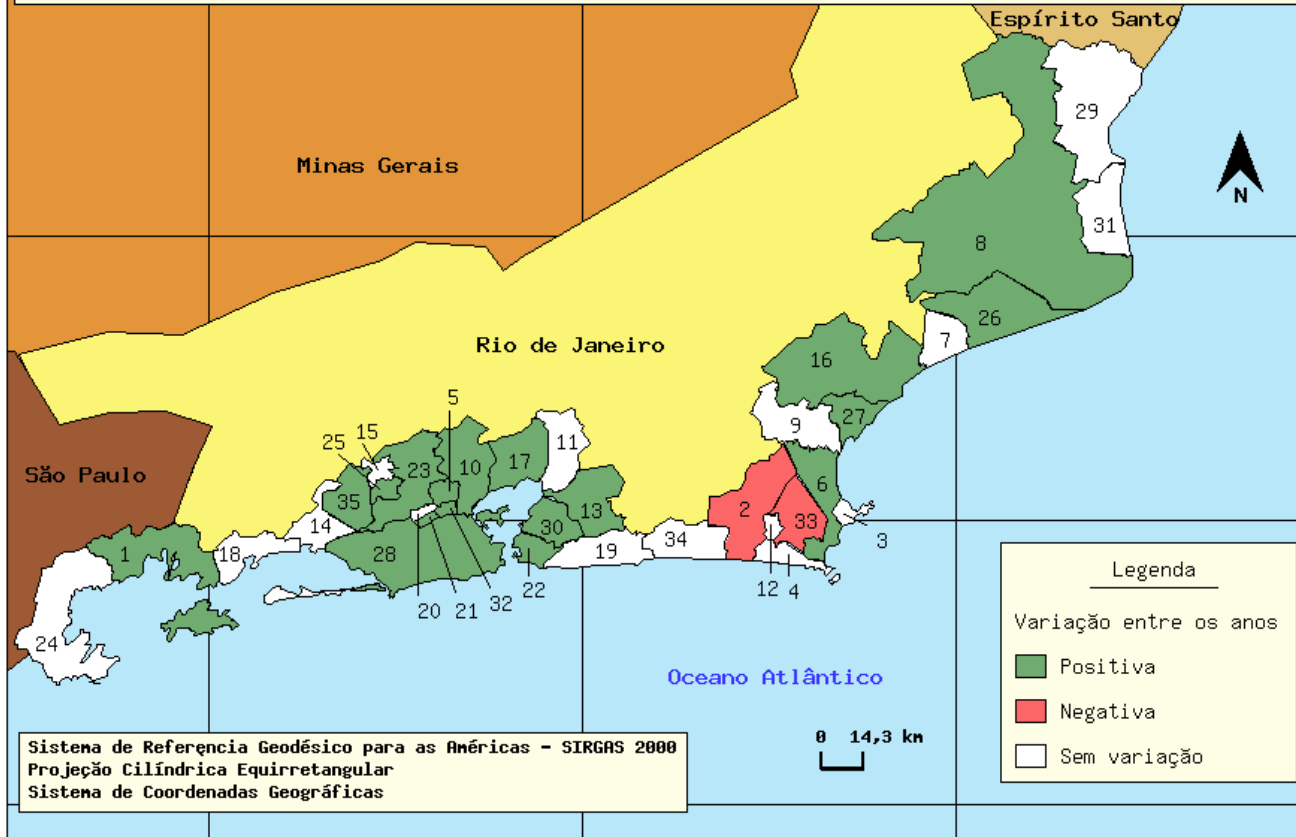 Espírito Santo
29
Minas Gerais
N
31
8
26
7
Rio de Janeiro
16
5
9
27
15
25
11
São Paulo
23
10
17
6
35
2
13
14
30
33
28
1
18
19
34
3
22
12
4
20
21
32
24
Legenda
Variação entre os anos
Positiva
Negativa
Sem variação
Oceano Atlântico
0 14,3 km
Sistema de Referęncia Geodésico para as Américas - SIRGAS 2000
Projeção Cilíndrica Equirretangular
Sistema de Coordenadas Geográficas